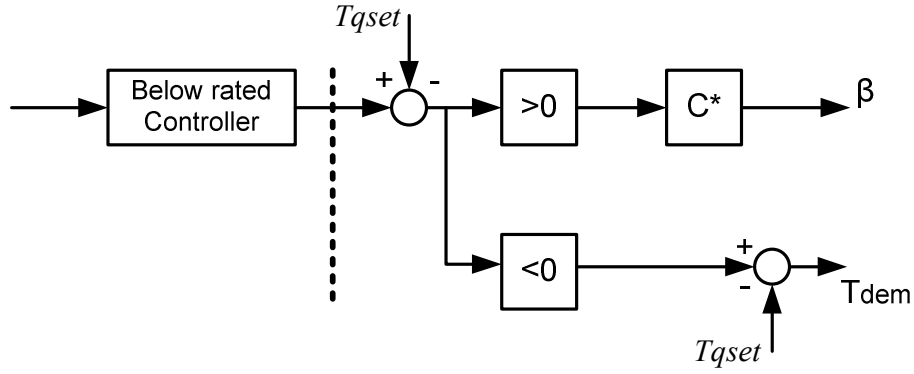 Tqset
+ -
Below rated
Controller
>0
C*
β
<0
+
-
Tdem
Tqset